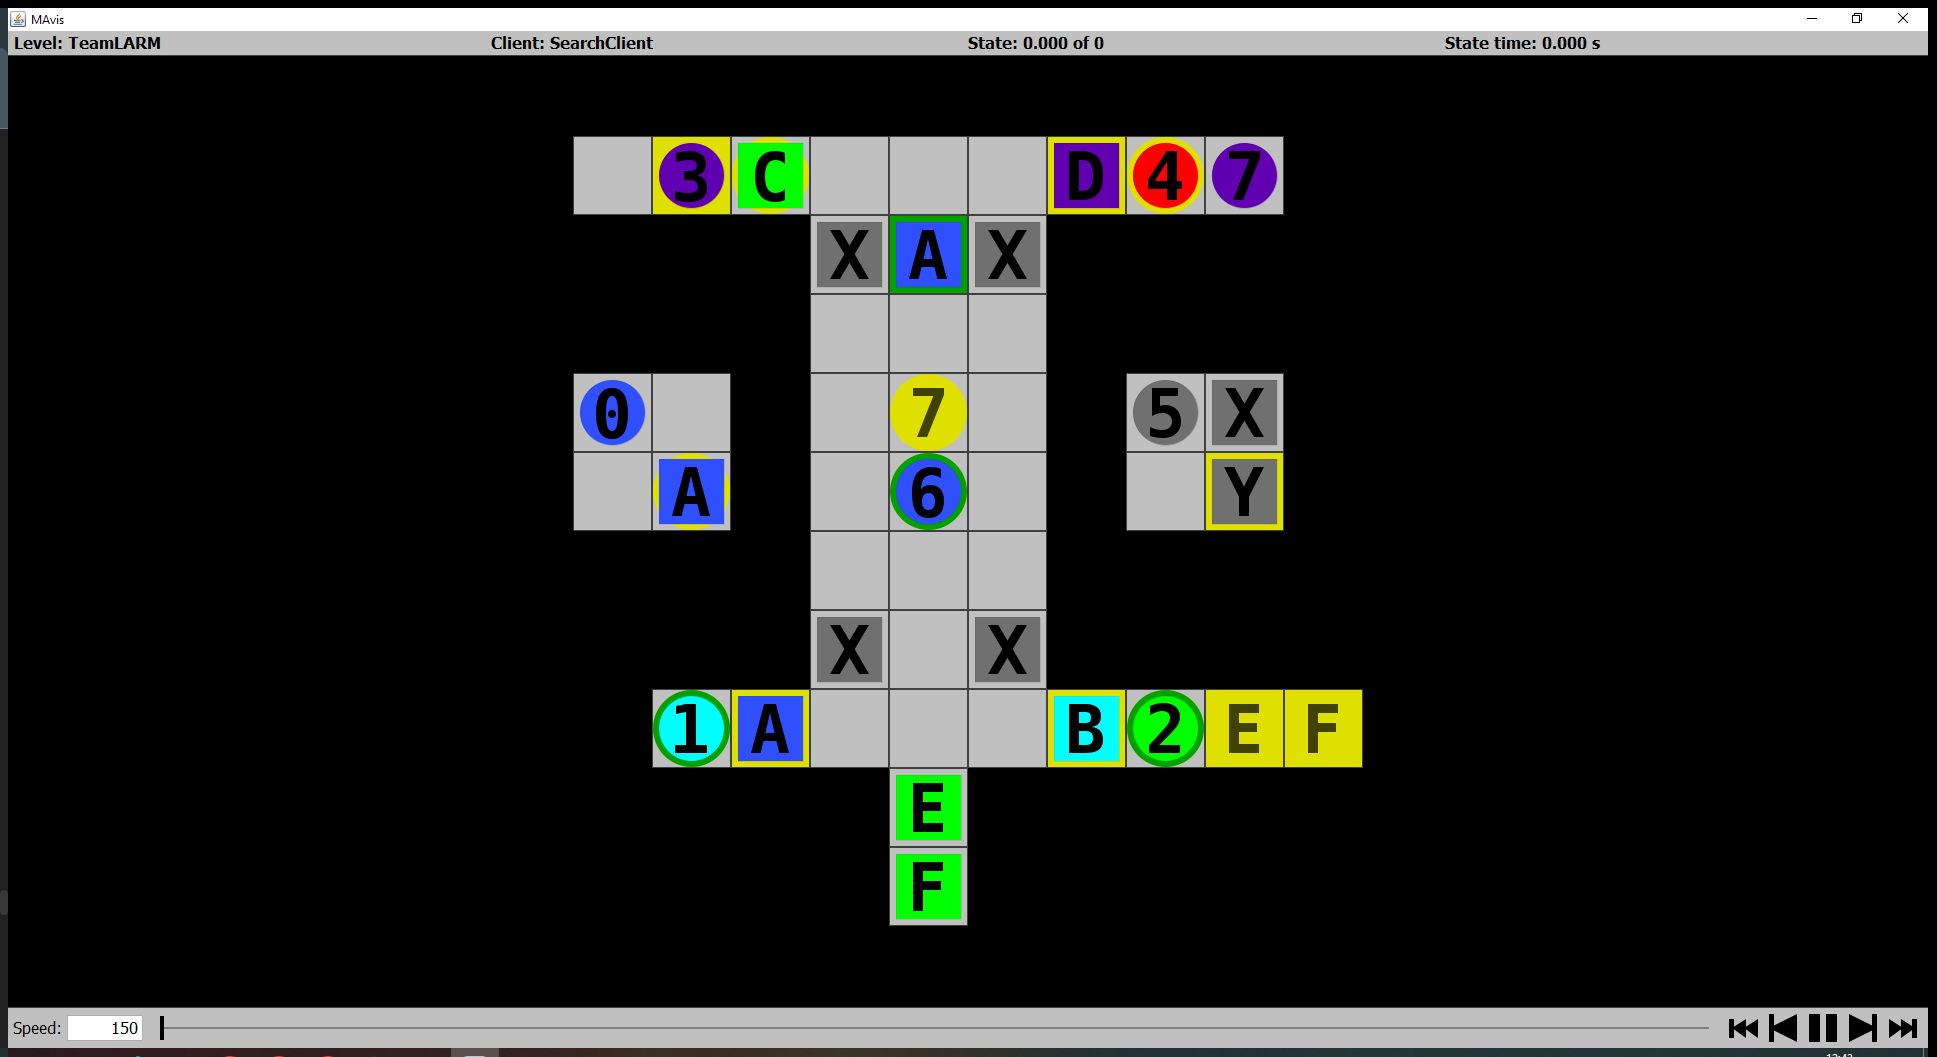 MAvis
Level: TeamLARM Client: SearchClient State: 0.000 of 0 State time: 0.000 s
3 C D 4 7
X A X
0 7 5 X
A 6 Y
X X
1 A B 2 E F
E
F
Speed: 150